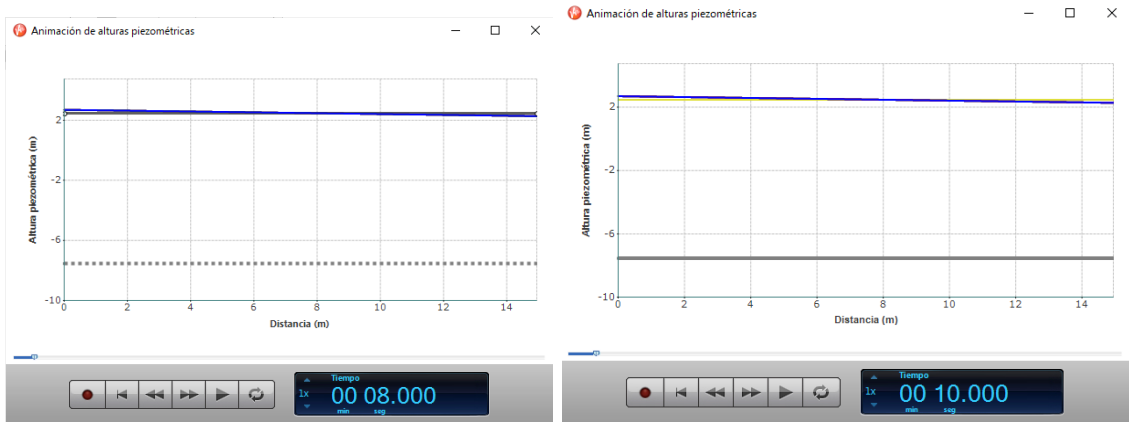 Animación de alturas piezométricas
Altura piezométrica (m)
2
-2
-6
-10
0 2 4 6 8 10 12 14
Distancia (m)
Tiempo
1x 00 08.000
min seg
Animación de alturas piezométricas
Altura piezométrica (m)
2
-2
-6
-10
0 2 4 6 8 10 12 14
Distancia (m)
Tiempo
1x 00 10.000
min seg